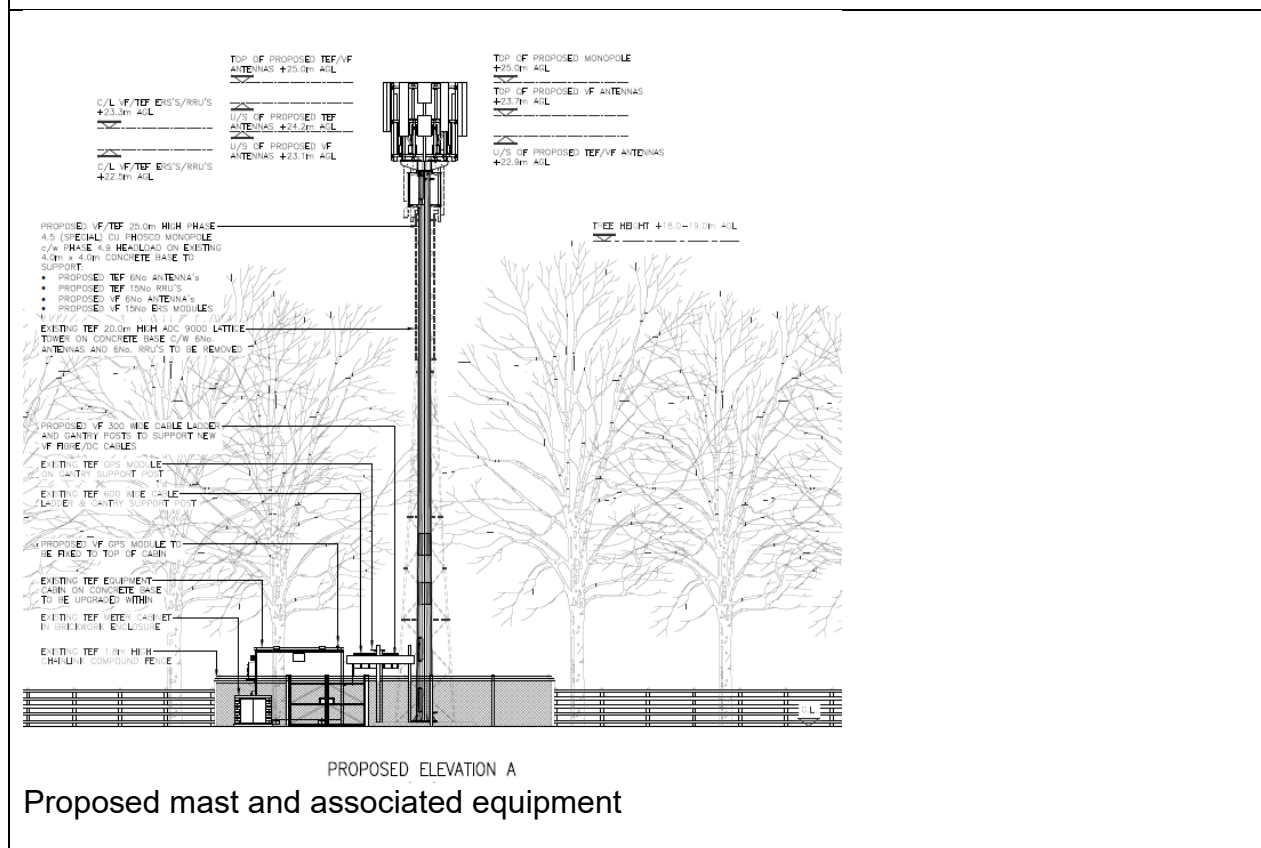 TOP OF PROPOSED TEF/VF
ANTENNAS +25.0m AGL
TOP OF PROPOSED MONOPOLE
+25.0m AGL
C/L VF/TEF ERS'S/RRU'S
+23.3m AGL
U/S OF PROPOSED TEF
ANTENNAS +24.2m AGL
TOP OF PROPOSED VF ANTENNAS
+23.7m AGL
C/L VF/TEF ERS'S/RRU'S
+22.5m AGL
U/S OF PROPOSED VF
ANTENNAS +23.1m AGL
U/S OF PROPOSED TEF/VF ANTENNAS
+22.9m AGL
PROPOSED VF/TEF 25.0m HIGH PHASE
4.5 (SPECIAL) CU PHOSCO MONOPOLE
c/w PHASE 4.9 HEADLOAD ON EXISTING
4.0m x 4.0m CONCRETE BASE TO
SUPPORT:
• PROPOSED TEF 6No ANTENNA's
• PROPOSED TEF 15No RRU'S
• PROPOSED VF 6No ANTENNA's
• PROPOSED VF 15No ERS MODULES
TREE HEIGHT +18.0-19.0m AGL
EXISTING TEF 20.0m HIGH ADC 9000 LATTICE
TOWER ON CONCRETE BASE C/W 6No.
ANTENNAS AND 6No. RRU'S TO BE REMOVED
PROPOSED VF 300 WIDE CABLE LADDER
AND GANTRY POSTS TO SUPPORT NEW
VF FIBRE/DC CABLES
EXISTING TEF GPS MODULE
ON GANTRY SUPPORT POST
EXISTING TEF 600 WIDE CABLE
LADDER & GANTRY SUPPORT POST
PROPOSED VF GPS MODULE TO
BE FIXED TO TOP OF CABIN
EXISTING TEF EQUIPMENT
CABIN ON CONCRETE BASE
TO BE UPGRADED WITHIN
EXISTING TEF METER CABINET
IN BRICKWORK ENCLOSURE
EXISTING TEF 1.8m HIGH
CHAINLINK COMPOUND FENCE
GL
PROPOSED ELEVATION A
Proposed mast and associated equipment